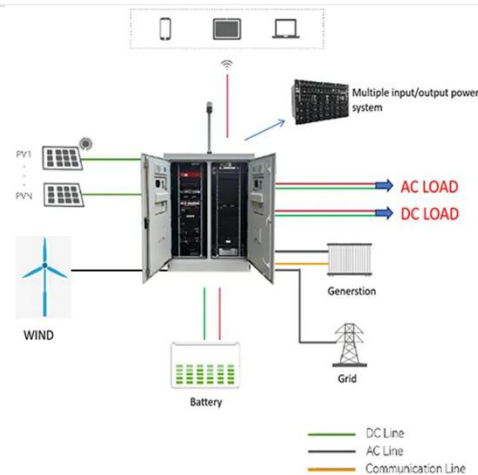 Multiple input/output power
system
PV1
PVN
AC LOAD
DC LOAD
WIND
Generstion
Grid
Battery
DC Line
AC Line
Communication Line